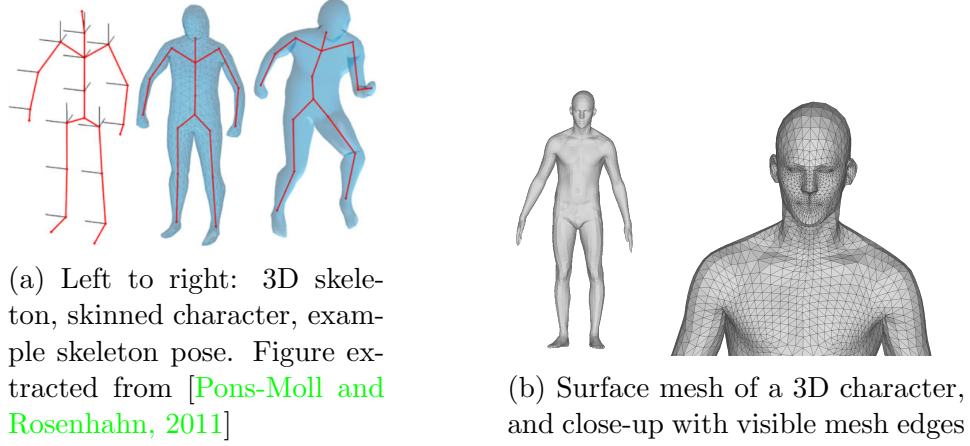 (a) Left to right: 3D skele-
ton, skinned character, exam-
ple skeleton pose. Figure ex-
tracted from [Pons-Moll and
Rosenhahn, 2011]
(b) Surface mesh of a 3D character,
and close-up with visible mesh edges